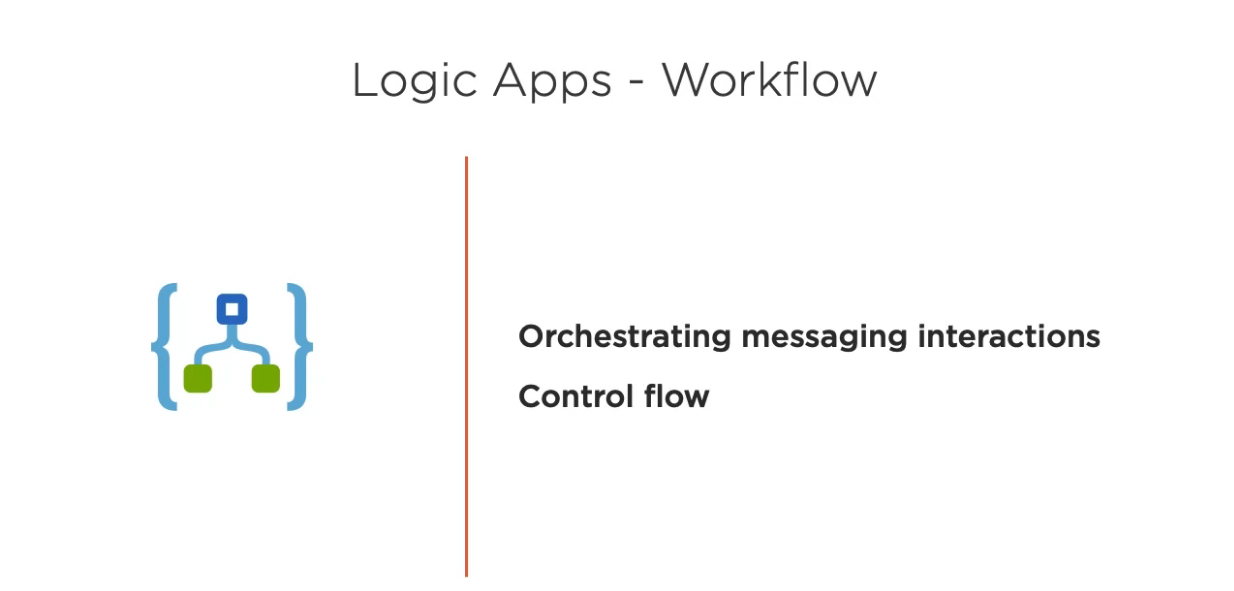 Logic Apps - Workflow
Orchestrating messaging interactions
Control flow